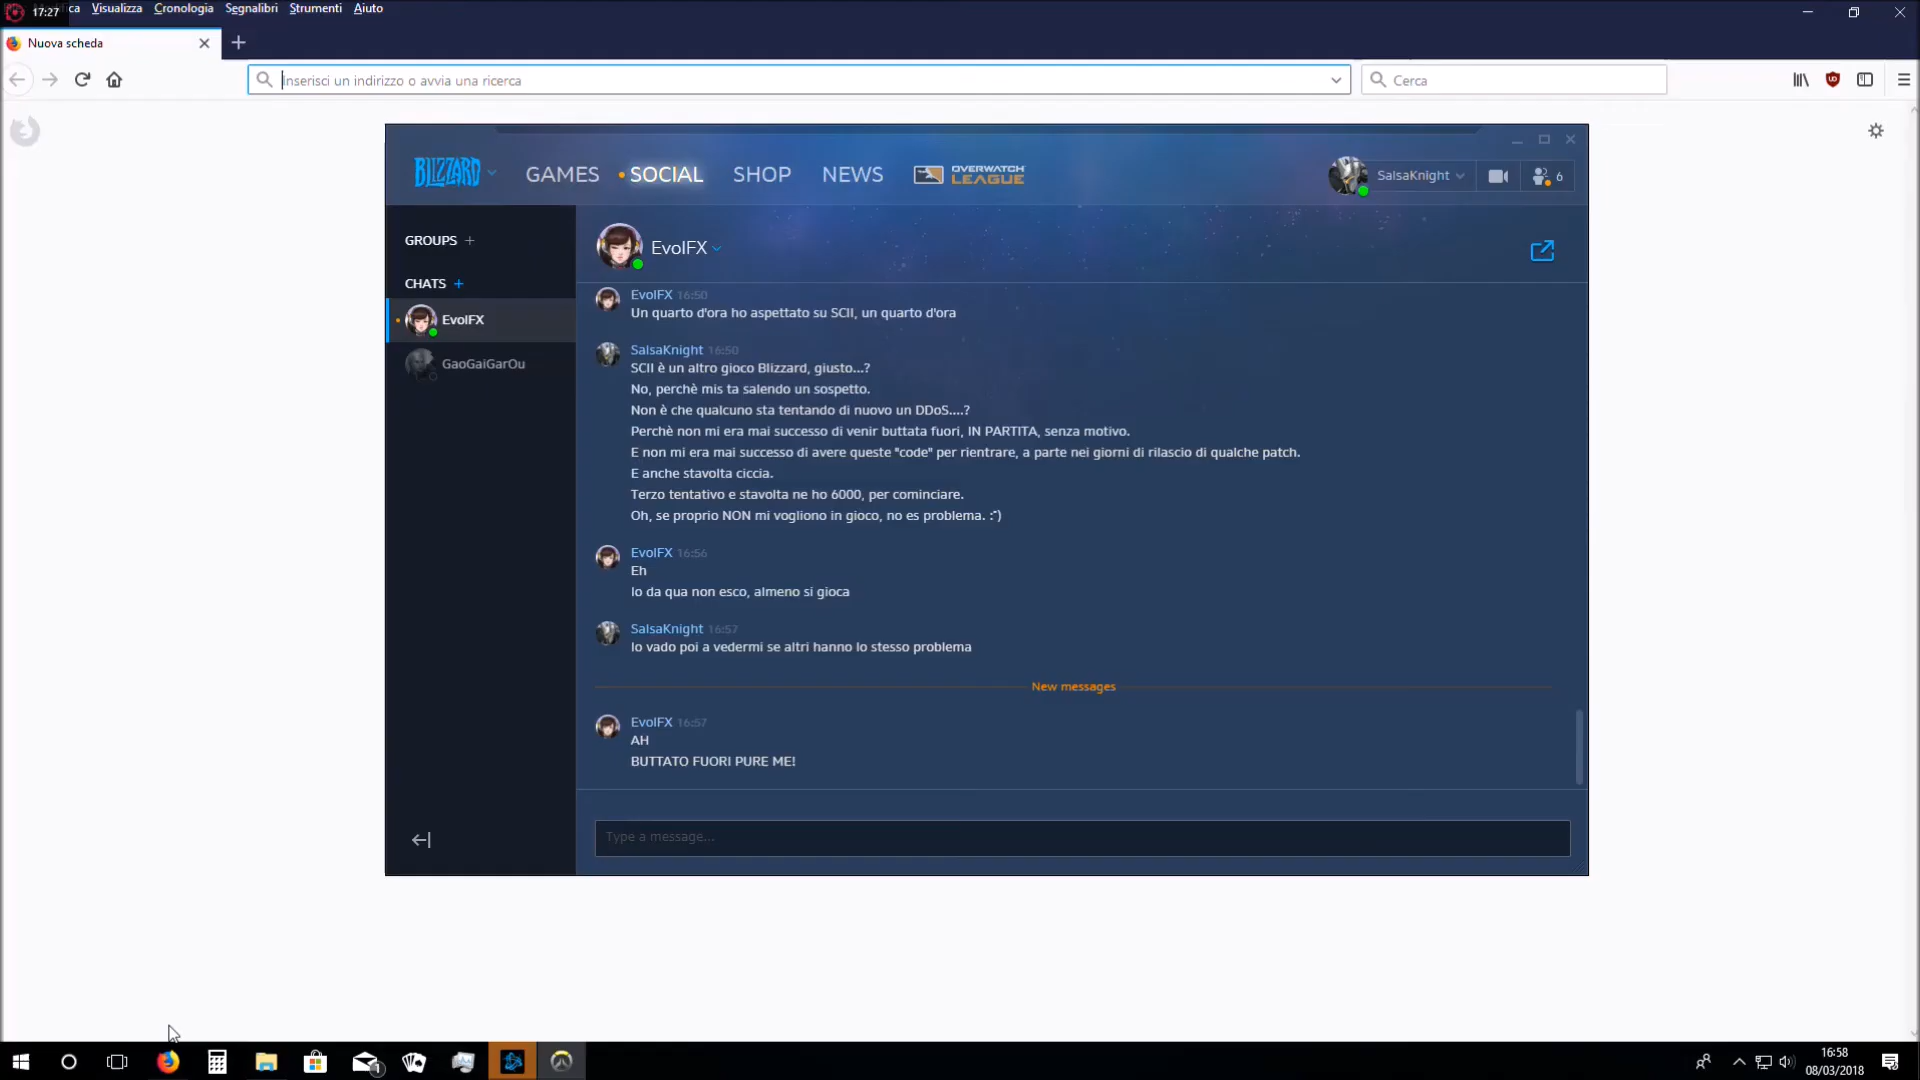 17:27
ca Visualizza Cronologia Segnalibri Strumenti Aiuto
Nuova scheda
Inserisci un indirizzo o avvia una ricerca
Cerca
BLIZZARD
GAMES
SOCIAL
SHOP
NEWS
OVERWATCH
LEAGUE
SalsaKnight
6
GROUPS +
CHATS +
EvolFX
GaoGaiGarOu
EvolFX
EvolFX 16:50
Un quarto d'ora ho aspettato su SCII, un quarto d'ora
SalsaKnight 16:50
SCII è un altro gioco Blizzard, giusto...?
No, perchè mis ta salendo un sospetto.
Non è che qualcuno sta tentando di nuovo un DDoS....?
Perchè non mi era mai successo di venir buttata fuori, IN PARTITA, senza motivo.
E non mi era mai successo di avere queste "code" per rientrare, a parte nei giorni di rilascio di qualche patch.
E anche stavolta ciccia.
Terzo tentativo e stavolta ne ho 6000, per cominciare.
Oh, se proprio NON mi vogliono in gioco, no es problema. :")
EvolFX 16:56
Eh
Io da qua non esco, almeno si gioca
SalsaKnight 16:57
Io vado poi a vedermi se altri hanno lo stesso problema
New messages
EvolFX 16:57
AH
BUTTATO FUORI PURE ME!
Type a message...
1
16:58
08/03/2018